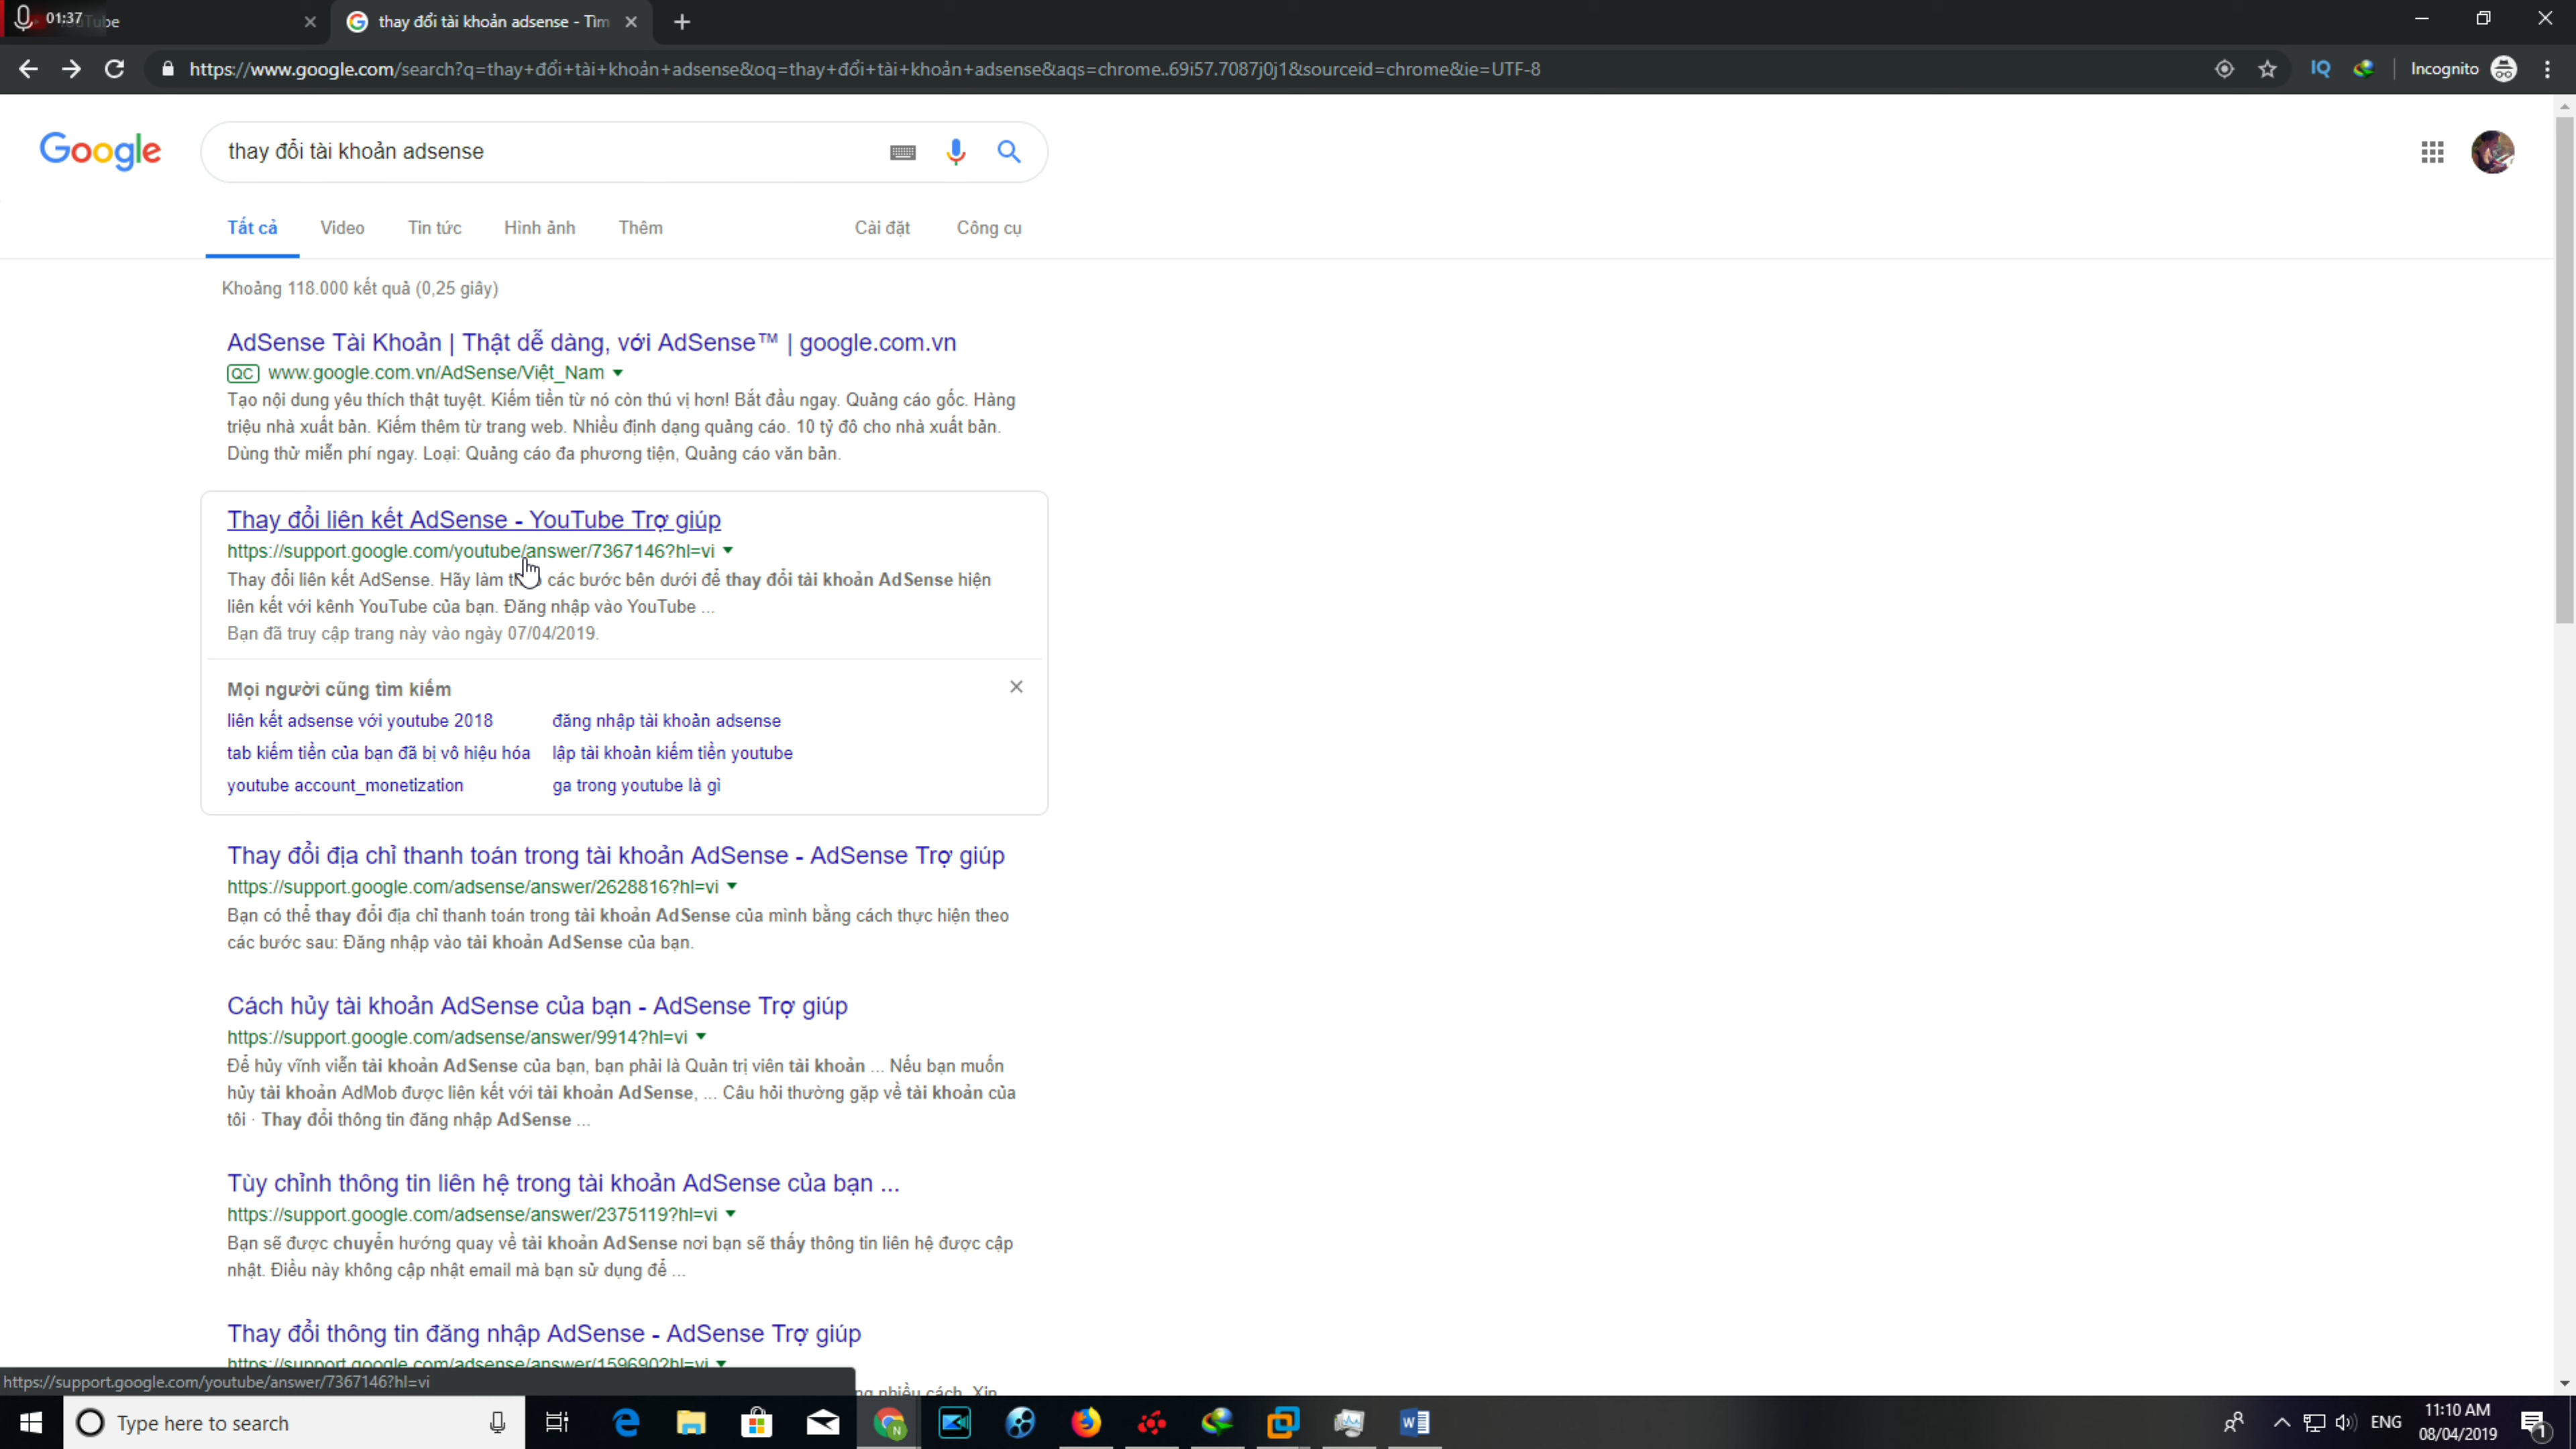 01:37
thay đổi tài khoản adsense - Tìm
https://www.google.com/search?q=thay+đổi+tài+khoản+adsense&oq=thay+đổi+tài+khoản+adsense&aqs=chrome..69i57.7087j0j1&sourceid=chrome&ie=UTF-8
IQ
Incognito
Google
thay đổi tài khoản adsense
Tất cả Video Tin tức Hình ảnh Thêm Cài đặt Công cụ
Khoảng 118.000 kết quả (0,25 giây)
AdSense Tài Khoản | Thật dễ dàng, với AdSense™ | google.com.vn
QC www.google.com.vn/AdSense/Việt_Nam
Tạo nội dung yêu thích thật tuyệt. Kiếm tiền từ nó còn thú vị hơn! Bắt đầu ngay. Quảng cáo gốc. Hàng
triệu nhà xuất bản. Kiếm thêm từ trang web. Nhiều định dạng quảng cáo. 10 tỷ đô cho nhà xuất bản.
Dùng thử miễn phí ngay. Loại: Quảng cáo đa phương tiện, Quảng cáo văn bản.
Thay đổi liên kết AdSense - YouTube Trợ giúp
https://support.google.com/youtube/answer/7367146?hl=vi
Thay đổi liên kết AdSense. Hãy làm các bước bên dưới để thay đổi tài khoản AdSense hiện
liên kết với kênh YouTube của bạn. Đăng nhập vào YouTube ...
Bạn đã truy cập trang này vào ngày 07/04/2019.
Mọi người cũng tìm kiếm
liên kết adsense với youtube 2018 đăng nhập tài khoản adsense
tab kiếm tiền của bạn đã bị vô hiệu hóa lập tài khoản kiếm tiền youtube
youtube account_monetization ga trong youtube là gì
Thay đổi địa chỉ thanh toán trong tài khoản AdSense - AdSense Trợ giúp
https://support.google.com/adsense/answer/2628816?hl=vi
Bạn có thể thay đổi địa chỉ thanh toán trong tài khoản AdSense của mình bằng cách thực hiện theo
các bước sau: Đăng nhập vào tài khoản AdSense của bạn.
Cách hủy tài khoản AdSense của bạn - AdSense Trợ giúp
https://support.google.com/adsense/answer/9914?hl=vi
Để hủy vĩnh viễn tài khoản AdSense của bạn, bạn phải là Quản trị viên tài khoản ... Nếu bạn muốn
hủy tài khoản AdMob được liên kết với tài khoản AdSense, ... Câu hỏi thường gặp về tài khoản của
tôi · Thay đổi thông tin đăng nhập AdSense ...
Tùy chỉnh thông tin liên hệ trong tài khoản AdSense của bạn ...
https://support.google.com/adsense/answer/2375119?hl=vi
Bạn sẽ được chuyển hướng quay về tài khoản AdSense nơi bạn sẽ thấy thông tin liên hệ được cập
nhật. Điều này không cập nhật email mà bạn sử dụng để ...
Thay đổi thông tin đăng nhập AdSense - AdSense Trợ giúp
https://support.google.com/adsense/answer/159690?hl=vi
nhiều cách. Xin
https://support.google.com/youtube/answer/7367146?hl=vi
Type here to search
ENG
11:10 AM
08/04/2019
1